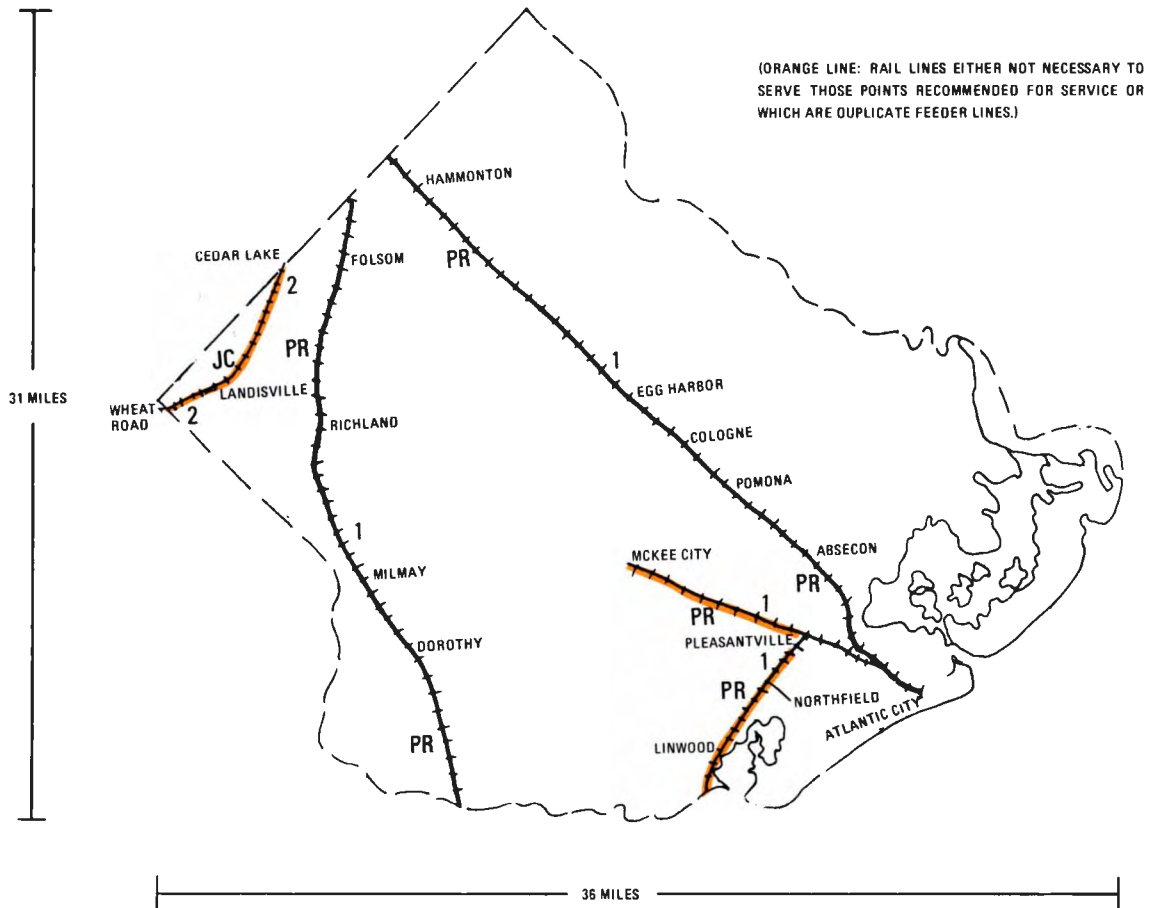 (ORANGE LINE: RAIL LINES EITHER NOT NECESSARY TO
SERVE THOSE POINTS RECOMMENDED FOR SERVICE OR
WHICH ARE DUPLICATE FEEDER LINES.)
HAMMONTON
CEDAR LAKE
FOLSOM
PR
2
PR
JC
1
LANDISVILLE
EGG HARBOR
31 MILES
WHEAT
ROAD
2
RICHLAND
COLOGNE
POMONA
1
ABSECON
MCKEE CITY
MILMAY
PR
1
PR
DOROTHY
PLEASANTVILLE
1
PR
NORTHFIELD
ATLANTIC CITY
PR
LINWOOD
36 MILES